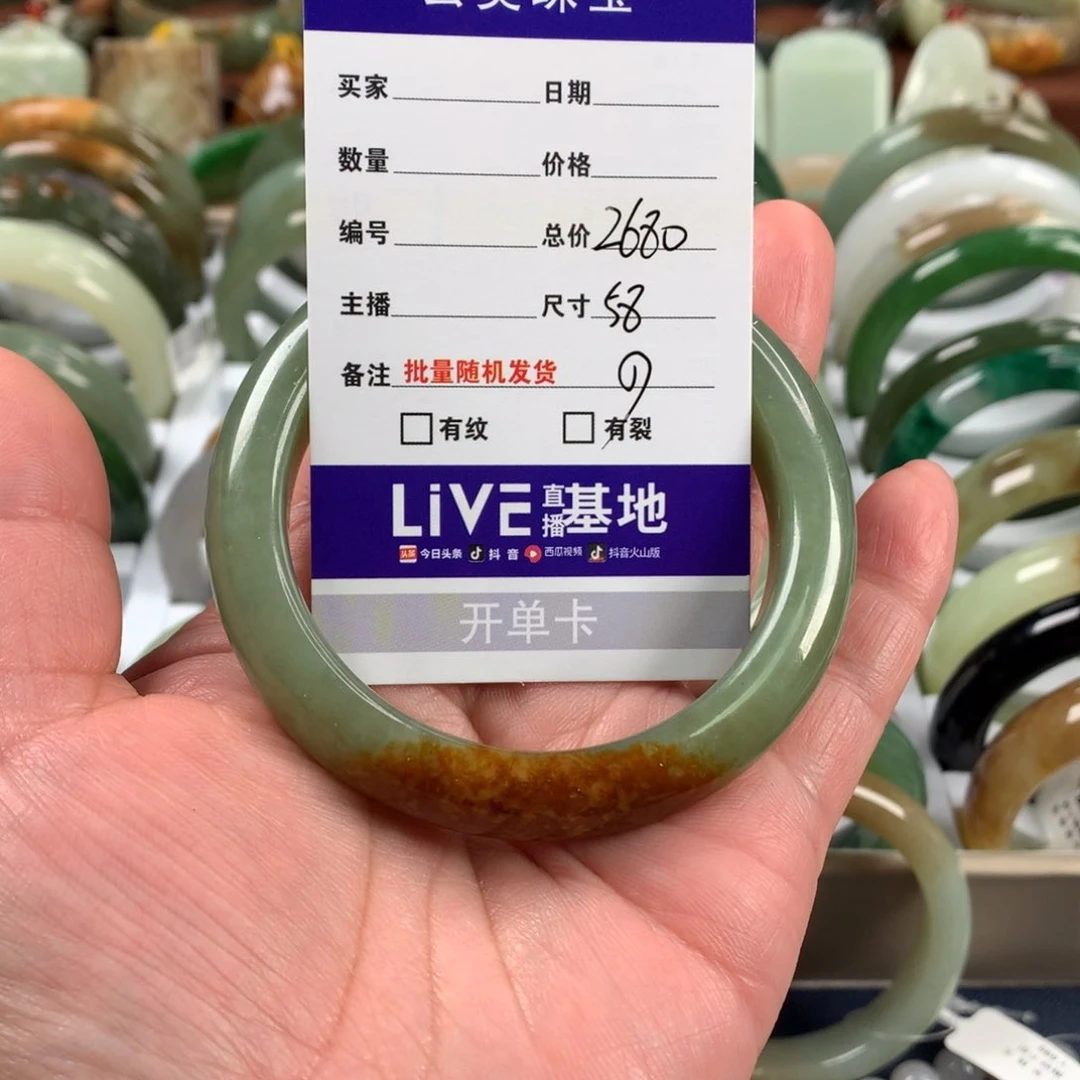 买家 日期
数量 价格
编号 总价 2680
主播 尺寸 58
备注 批量随机发货 9
有纹 有裂
LiVE 直播基地
今日头条 抖音 西瓜视频 抖音火山版
开单卡